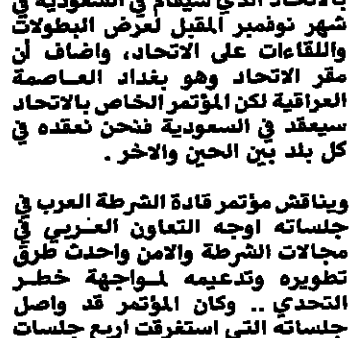 بالاتحاد الذي سيقام في السعودية في
شهر نوفمبر المقبل لعرض البطولات
واللقاءات على الاتحاد، واضاف أن
مقر الاتحاد وهو بغداد العاصمة
العراقية لكن المؤتمر الخاص بالاتحاد
سيعقد في السعودية فنحن نعقده في
كل بلد بين الحين والاخر .
ويناقش مؤتمر قادة الشرطة العرب في
جلساته اوجه التعاون العربي في
مجالات الشرطة والامن واحدث طرق
تطويره وتدعيمه لمواجهة خطر
التحدي .. وكان المؤتمر قد واصل
جلساته التي استغرقت اربع جلسات